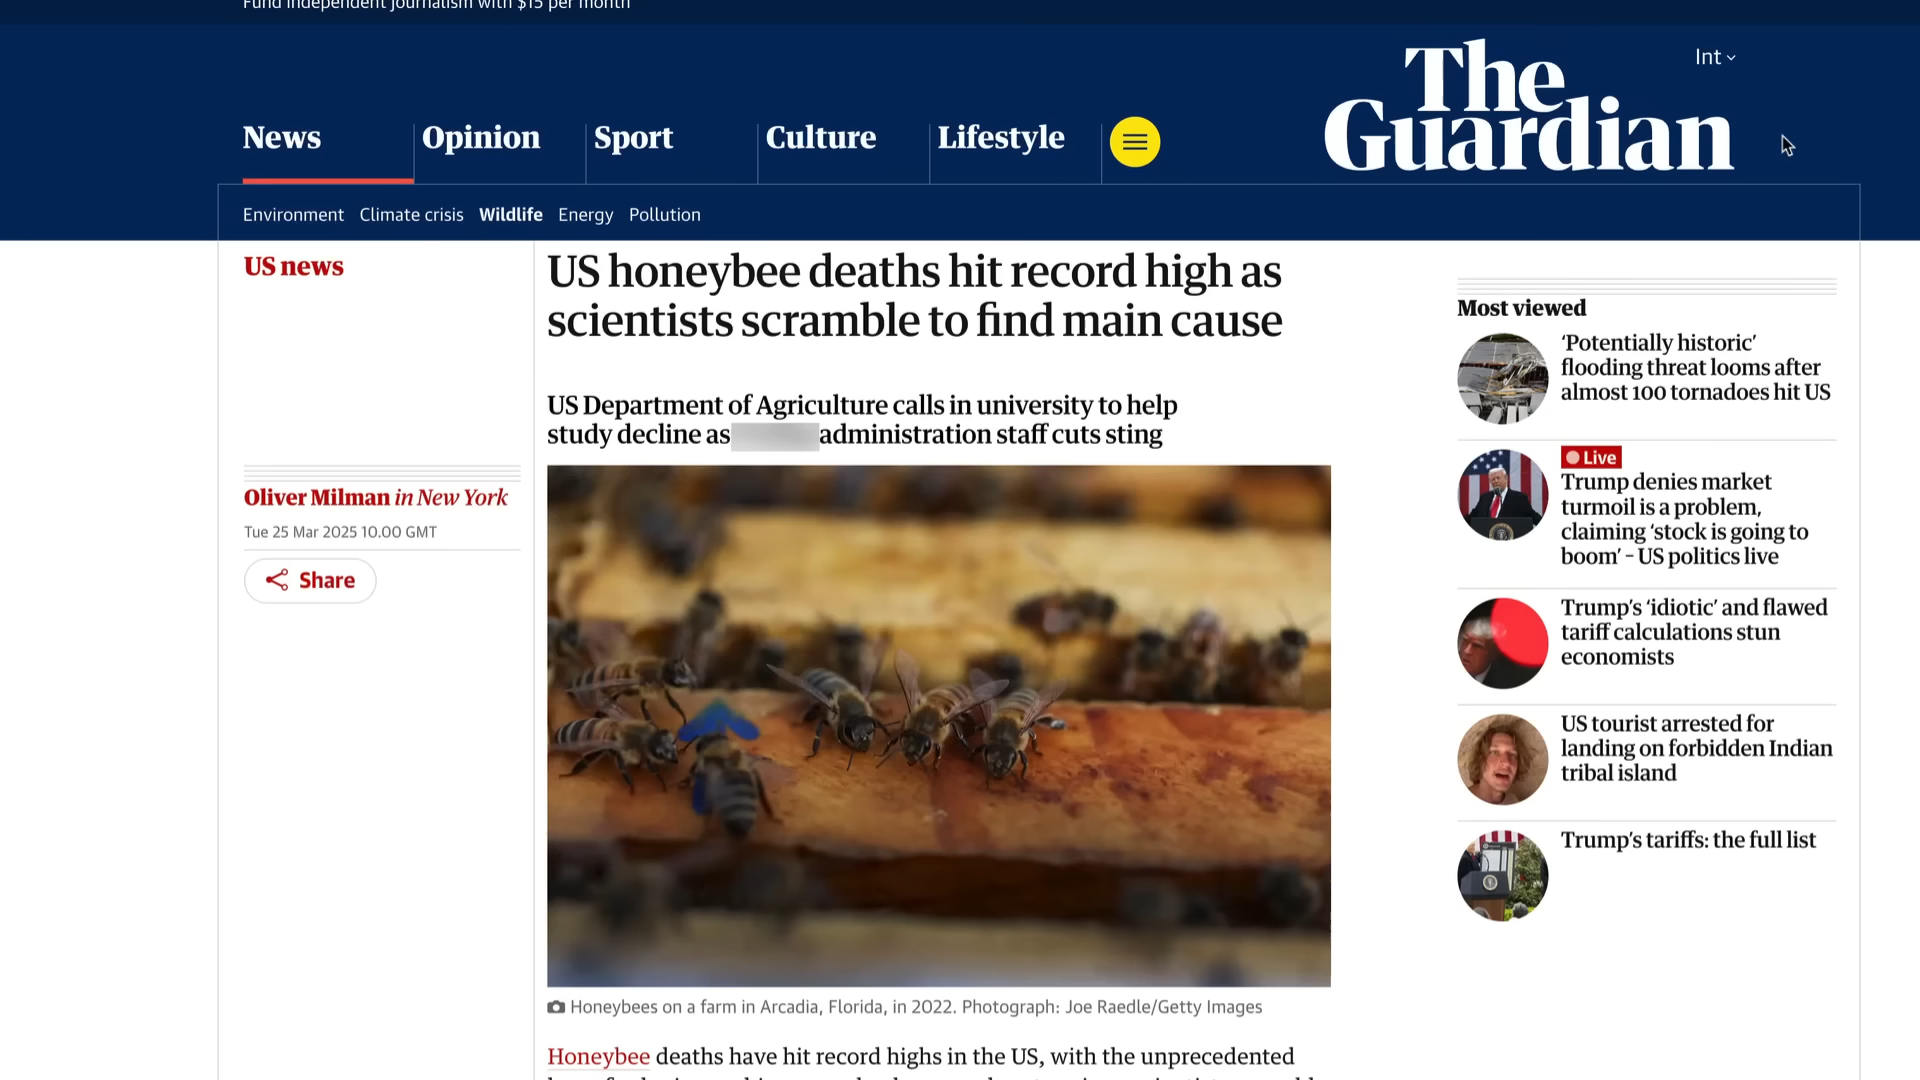 Fund independent journalism with $15 per month
Int
The
Guardian
News
Opinion
Sport
Culture
Lifestyle
Environment
Climate crisis
Wildlife
Energy
Pollution
US news
US honeybee deaths hit record high as
scientists scramble to find main cause
US Department of Agriculture calls in university to help
study decline as administration staff cuts sting
Oliver Milman in New York
Tue 25 Mar 2025 10.00 GMT
Share
Honeybees on a farm in Arcadia, Florida, in 2022. Photograph: Joe Raedle/Getty Images
Honeybee deaths have hit record highs in the US, with the unprecedented
Most viewed
‘Potentially historic’
flooding threat looms after
almost 100 tornadoes hit US
Live
Trump denies market
turmoil is a problem,
claiming ‘stock is going to
boom’ – US politics live
Trump’s ‘idiotic’ and flawed
tariff calculations stun
economists
US tourist arrested for
landing on forbidden Indian
tribal island
Trump’s tariffs: the full list